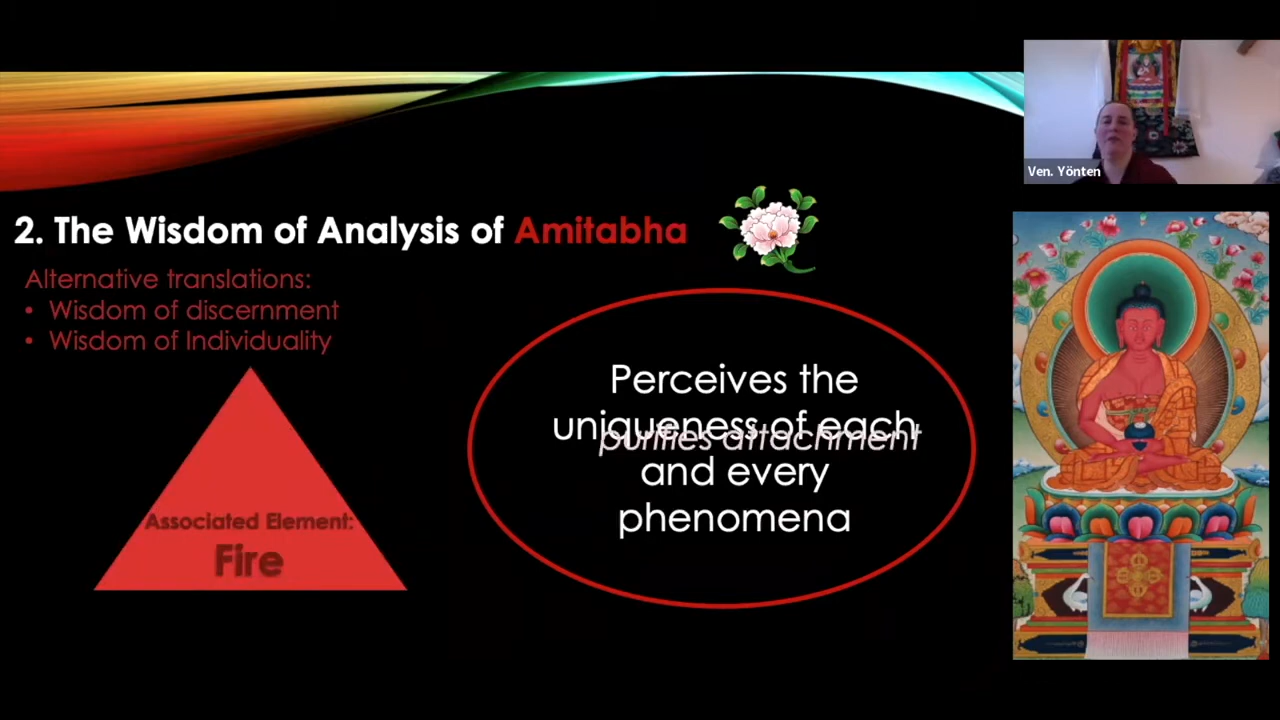 Ven. Yönten
2. The Wisdom of Analysis of Amitabha
Alternative translations:
• Wisdom of discernment
• Wisdom of Individuality
Associated Element:
Fire
Perceives the
uniqueness of each
purifies attachment
and every
phenomena